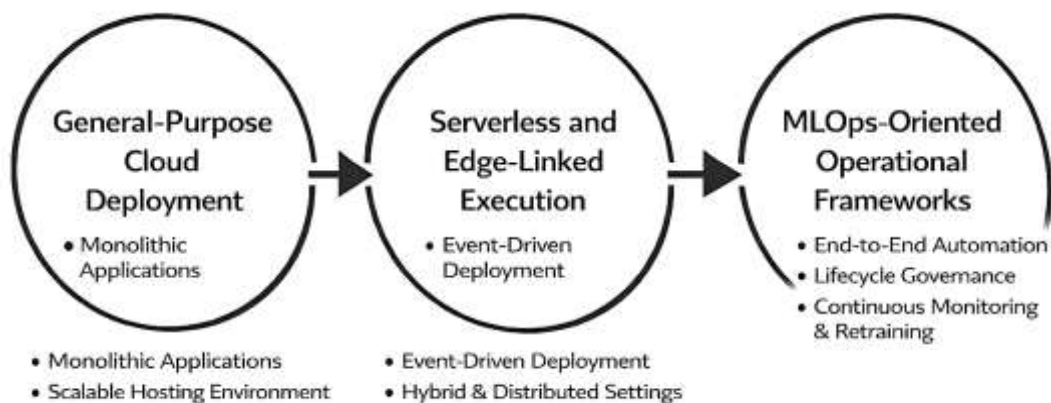 General-Purpose
Cloud
Deployment
• Monolithic
Applications
• Monolithic Applications
• Scalable Hosting Environment
Serverless and
Edge-Linked
Execution
• Event-Driven
Deployment
• Event-Driven Deployment
• Hybrid & Distributed Settings
MLOps-Oriented
Operational
Frameworks
• End-to-End Automation
• Lifecycle Governance
• Continuous Monitoring
& Retraining